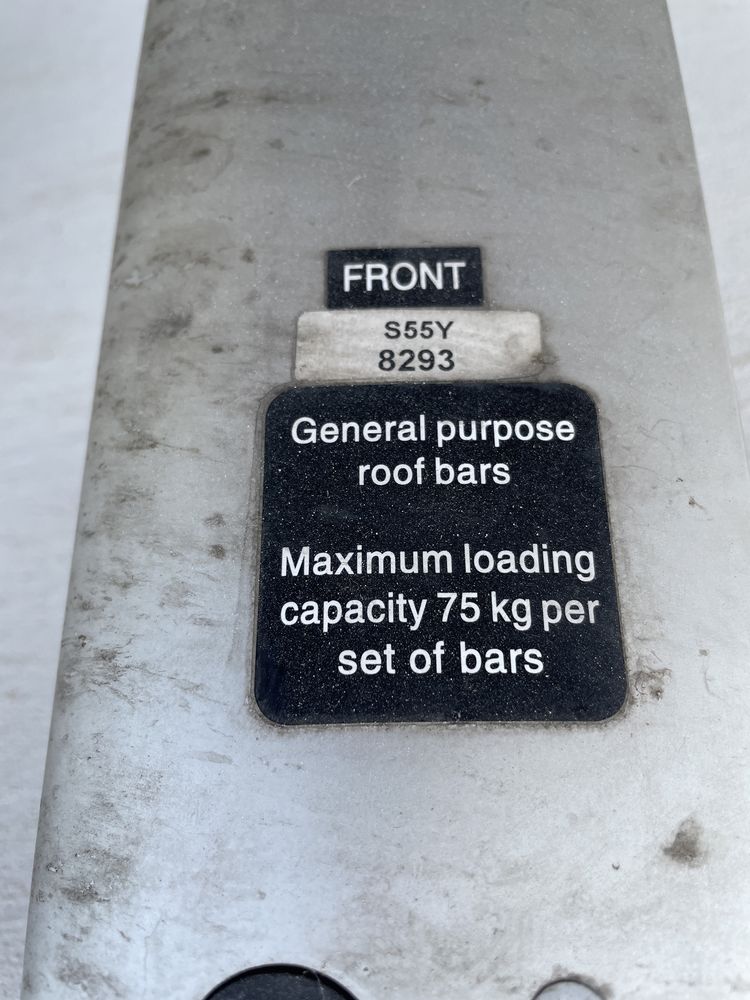 FRONT
S55Y
8293
General purpose
roof bars
Maximum loading
capacity 75 kg per
set of bars